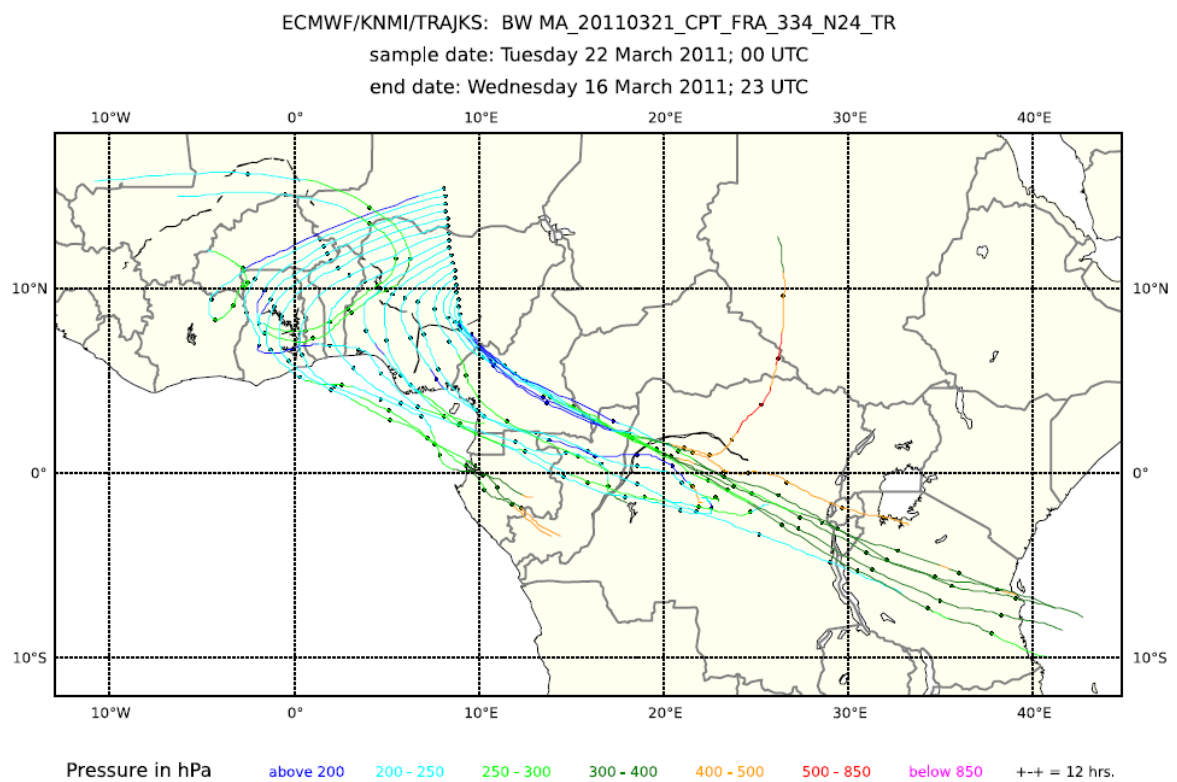 ECMWF/KNMI/TRAJKS: BW MA_20110321_CPT_FRA_334_N24_TR
sample date: Tuesday 22 March 2011; 00 UTC
end date: Wednesday 16 March 2011; 23 UTC
10°W 0° 10°E 20°E 30°E 40°E
10°N 10°N
0° 0°
10°S 10°S
10°W 0° 10°E 20°E 30°E 40°E
Pressure in hPa above 200 200 - 250 250 - 300 300 - 400 400 - 500 500 - 850 below 850 +-+ = 12 hrs.